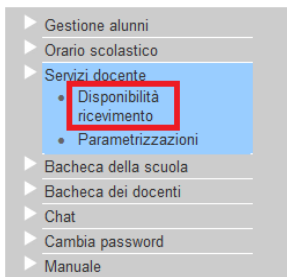 Gestione alunni
Orario scolastico
Servizi docente
Disponibilità
ricevimento
Parametrizzazioni
Bacheca della scuola
Bacheca dei docenti
Chat
Cambia password
Manuale